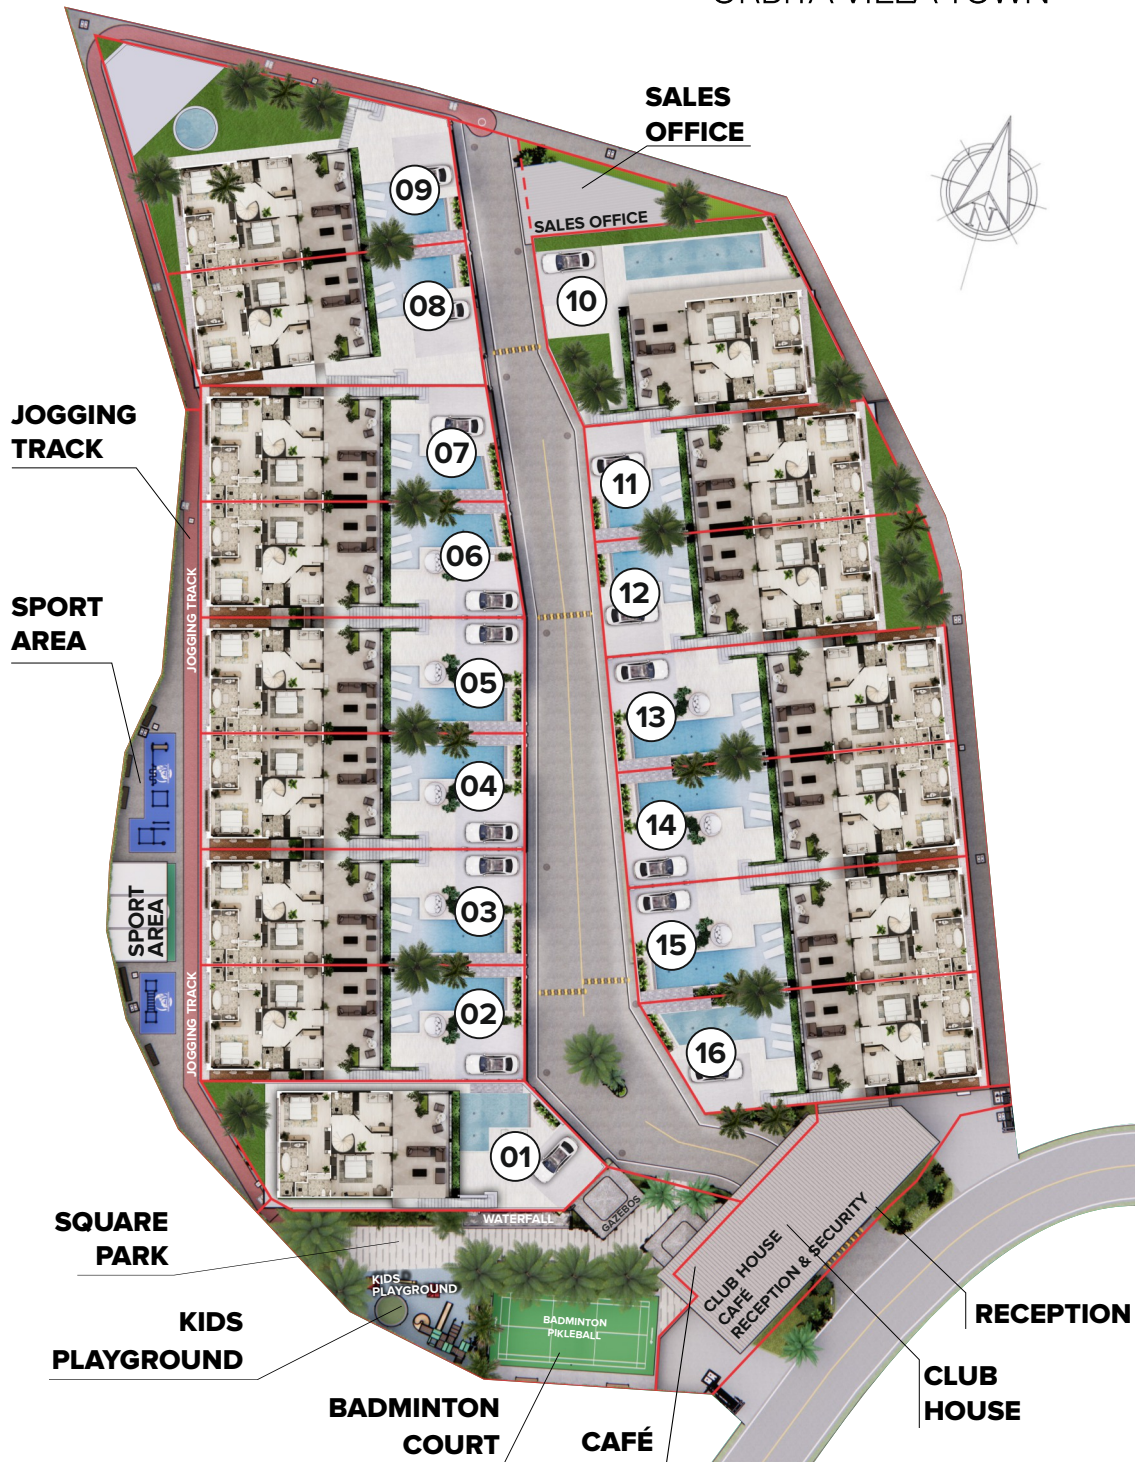 SALES
OFFICE
SALES OFFICE
N
09
08
10
07
11
06
12
05
13
04
14
03
15
02
16
01
JOGGING
TRACK
JOGGING TRACK
SPORT
AREA
SPORT
AREA
JOGGING TRACK
WATERFALL
GAZEBOS
SQUARE
PARK
KIDS
PLAYGROUND
KIDS
PLAYGROUND
BADMINTON
PIKLEBALL
BADMINTON
COURT
CAFÉ
CLUB HOUSE
CAFÉ
RECEPTION & SECURITY
RECEPTION
CLUB
HOUSE